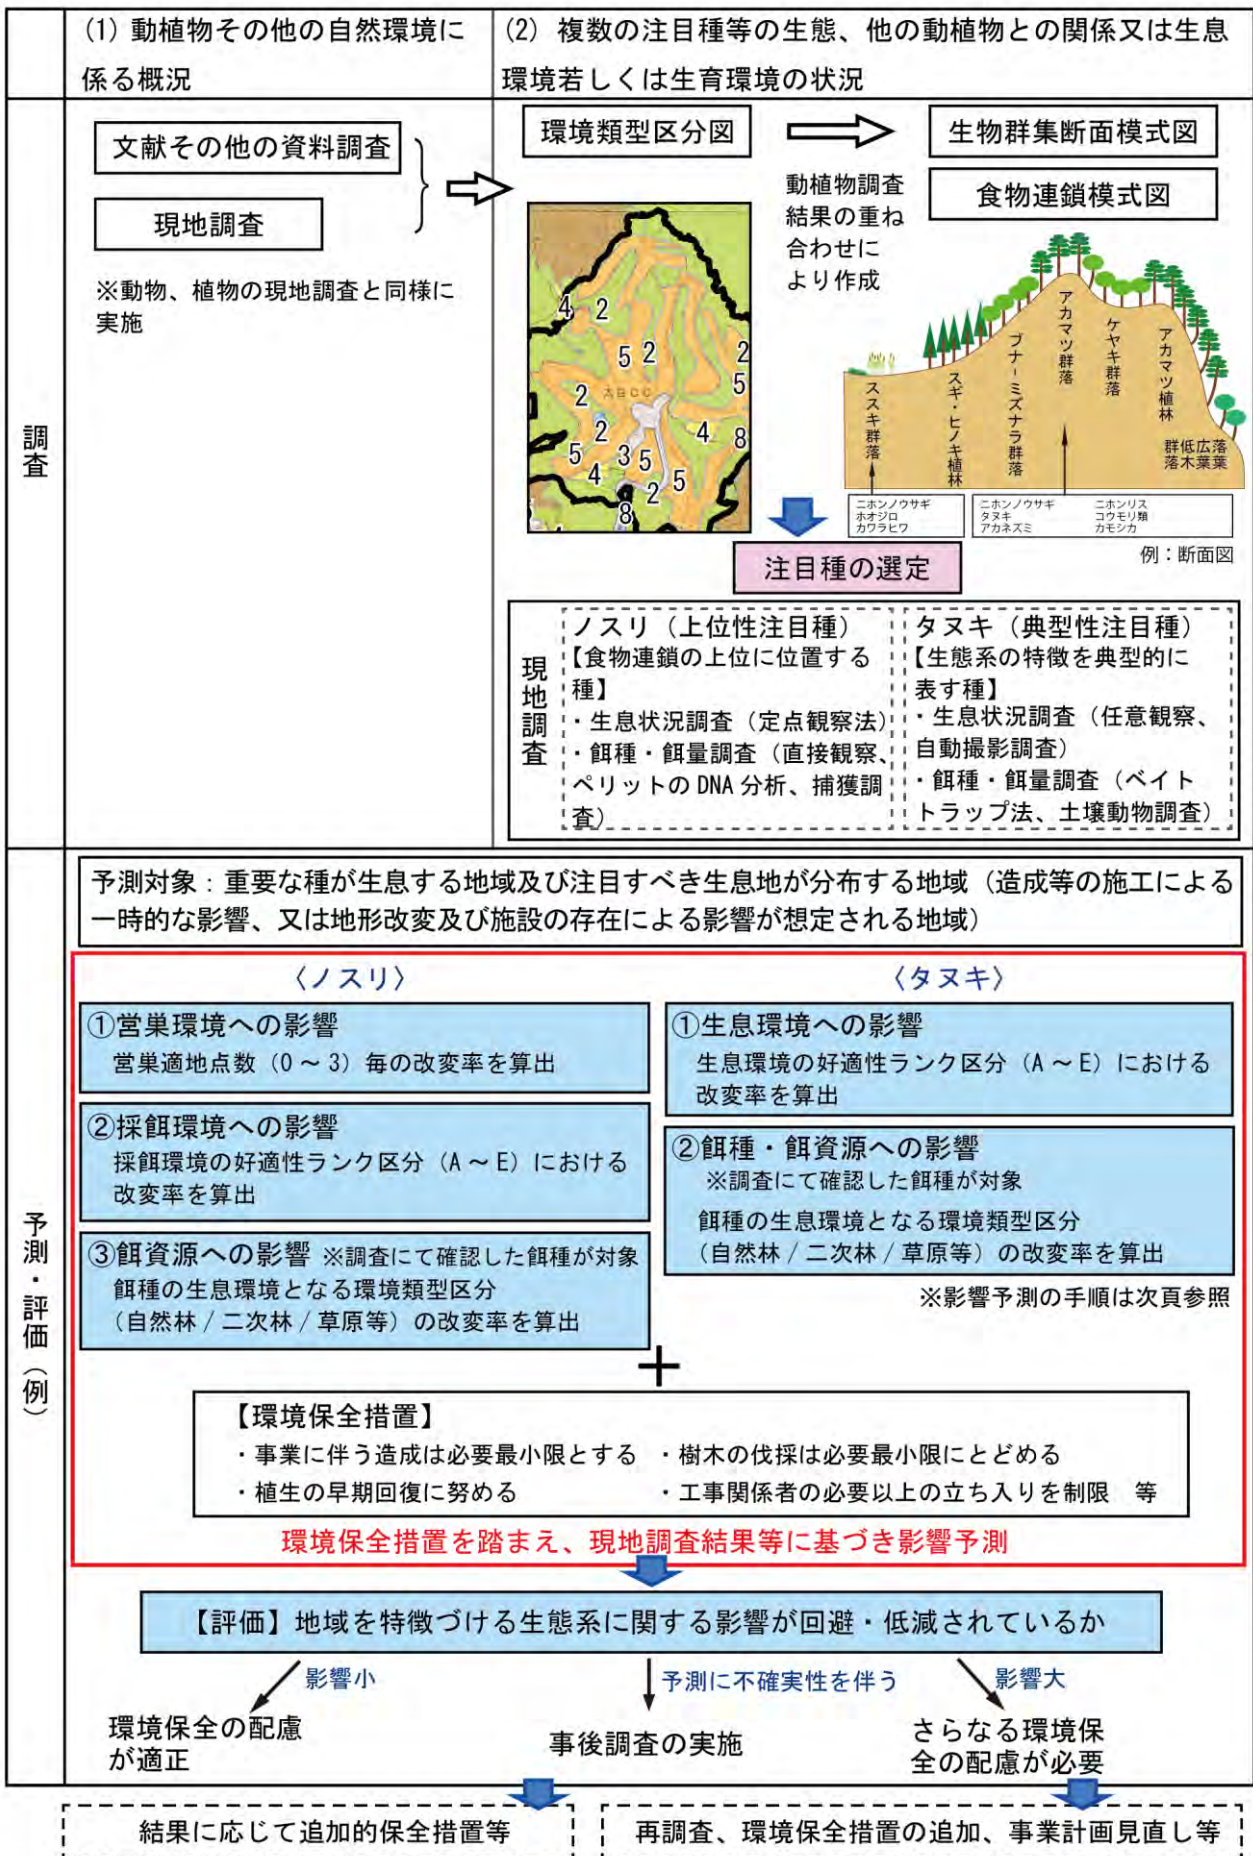 (1) 動植物その他の自然環境に
係る概況
(2) 複数の注目種等の生態、他の動植物との関係又は生息
環境若しくは生育環境の状況
調査
文献その他の資料調査
現地調査
※動物、植物の現地調査と同様に
実施
環境類型区分図
生物群集断面模式図
食物連鎖模式図
動植物調査
結果の重ね
合わせに
より作成
4
2
5 2
2
5
2
大日CC
2
5
4
3 5
2
5
4
8
8
ススキ群落
スギ・ヒノキ植林
ブナ-ミズナラ群落
アカマツ群落
ケヤキ群落
アカマツ植林
落葉広葉低木群落
ニホンノウサギ
ホオジロ
カワラヒワ
ニホンノウサギ
タヌキ
アカネズミ
ニホンリス
コウモリ類
カモシカ
例：断面図
注目種の選定
現地調査
ノスリ（上位性注目種）
【食物連鎖の上位に位置する
種】
・生息状況調査（定点観察法）
・餌種・餌量調査（直接観察、
ペリットの DNA 分析、捕獲調
査）
タヌキ（典型性注目種）
【生態系の特徴を典型的に
表す種】
・生息状況調査（任意観察、
自動撮影調査）
・餌種・餌量調査（ベイト
トラップ法、土壌動物調査）
予測・評価（例）
予測対象：重要な種が生息する地域及び注目すべき生息地が分布する地域（造成等の施工による
一時的な影響、又は地形改変及び施設の存在による影響が想定される地域）
〈ノスリ〉
①営巣環境への影響
営巣適地点数（0 ～ 3）毎の改変率を算出
②採餌環境への影響
採餌環境の好適性ランク区分（A ～ E）における
改変率を算出
③餌資源への影響 ※調査にて確認した餌種が対象
餌種の生息環境となる環境類型区分
（自然林 / 二次林 / 草原等）の改変率を算出
〈タヌキ〉
①生息環境への影響
生息環境の好適性ランク区分（A ～ E）における
改変率を算出
②餌種・餌資源への影響
※調査にて確認した餌種が対象
餌種の生息環境となる環境類型区分
（自然林 / 二次林 / 草原等）の改変率を算出
※影響予測の手順は次頁参照
＋
【環境保全措置】
・事業に伴う造成は必要最小限とする ・樹木の伐採は必要最小限にとどめる
・植生の早期回復に努める ・工事関係者の必要以上の立ち入りを制限 等
環境保全措置を踏まえ、現地調査結果等に基づき影響予測
【評価】地域を特徴づける生態系に関する影響が回避・低減されているか
影響小
予測に不確実性を伴う
影響大
環境保全の配慮
が適正
事後調査の実施
さらなる環境保
全の配慮が必要
結果に応じて追加的保全措置等
再調査、環境保全措置の追加、事業計画見直し等